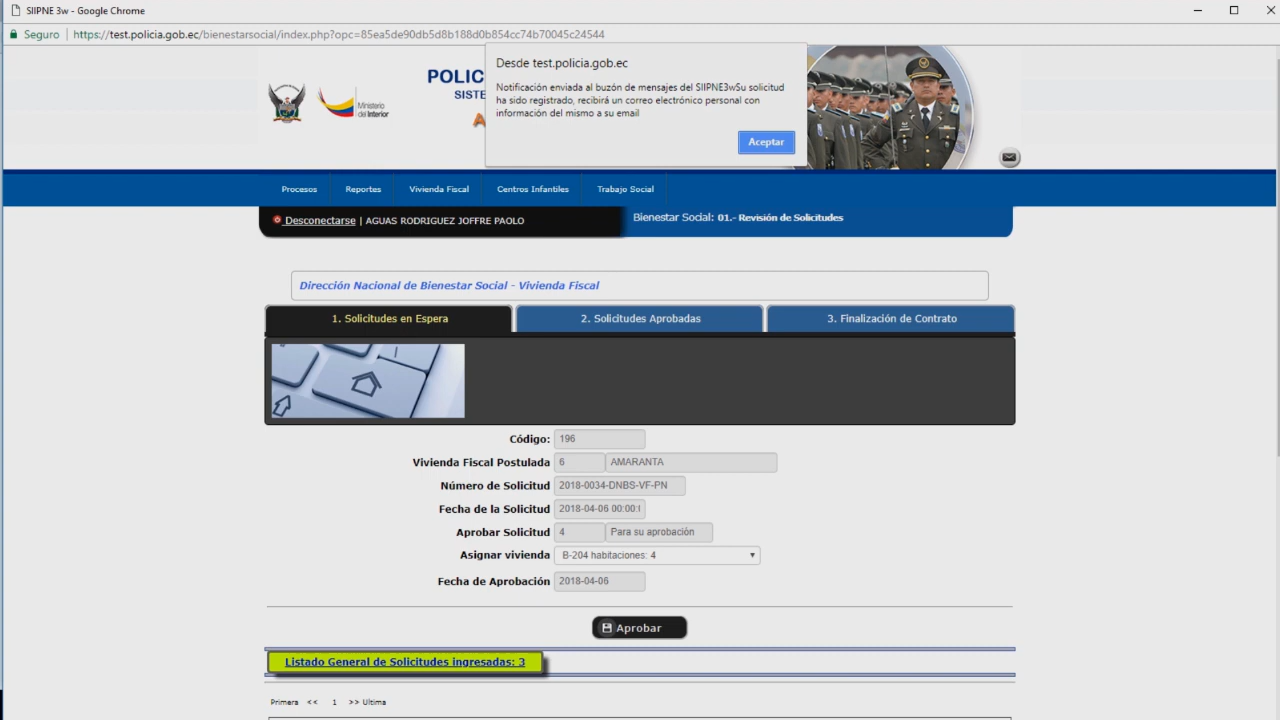 SIIPNE 3w - Google Chrome
Seguro | https://test.policia.gob.ec/bienestarsocial/index.php?opc=85ea5de90db5d8b188d0b854cc74b70045c24544
Ministerio
del Interior
POLIC
SISTE
A
Desde test.policia.gob.ec
Notificación enviada al buzón de mensajes del SIIPNE3wSu solicitud
ha sido registrado, recibirá un correo electrónico personal con
información del mismo a su email
Aceptar
Procesos Reportes Vivienda Fiscal Centros Infantiles Trabajo Social
Desconectarse | AGUAS RODRIGUEZ JOFFRE PAOLO
Bienestar Social: 01.- Revisión de Solicitudes
Dirección Nacional de Bienestar Social - Vivienda Fiscal
1. Solicitudes en Espera 2. Solicitudes Aprobadas 3. Finalización de Contrato
Código: 196
Vivienda Fiscal Postulada 6 AMARANTA
Número de Solicitud 2018-0034-DNBS-VF-PN
Fecha de la Solicitud 2018-04-06 00:00:(
Aprobar Solicitud 4 Para su aprobación
Asignar vivienda B-204 habitaciones: 4
Fecha de Aprobación 2018-04-06
Aprobar
Listado General de Solicitudes ingresadas: 3
Primera << 1 >> Ultima